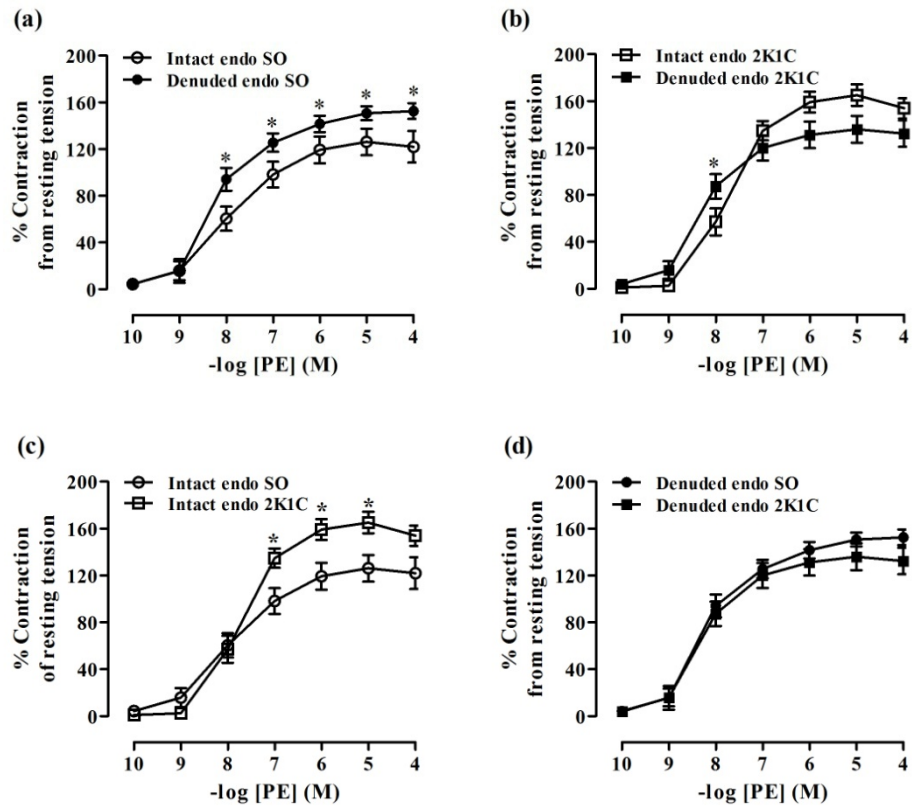 (a)
Intact endo SO
Denuded endo SO
200
160
120
80
40
0
% Contraction
from resting tension
* * * * *
10 9 8 7 6 5 4
-log [PE] (M)
(b)
Intact endo 2K1C
Denuded endo 2K1C
200
160
120
80
40
0
% Contraction
from resting tension
*
10 9 8 7 6 5 4
-log [PE] (M)
(c)
Intact endo SO
Intact endo 2K1C
200
160
120
80
40
0
% Contraction
of resting tension
* * *
10 9 8 7 6 5 4
-log [PE] (M)
(d)
Denuded endo SO
Denuded endo 2K1C
200
160
120
80
40
0
% Contraction
from resting tension
10 9 8 7 6 5 4
-log [PE] (M)